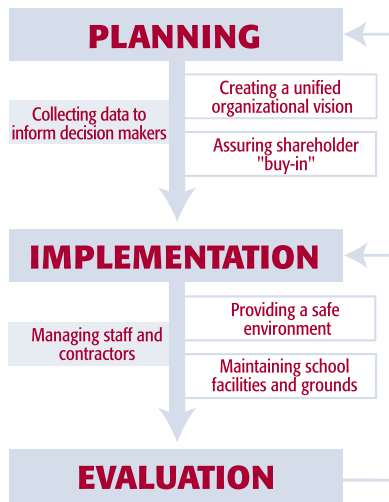 PLANNING
Collecting data to
inform decision makers
Creating a unified
organizational vision
Assuring shareholder
"buy-in"
IMPLEMENTATION
Managing staff and
contractors
Providing a safe
environment
Maintaining school
facilities and grounds
EVALUATION